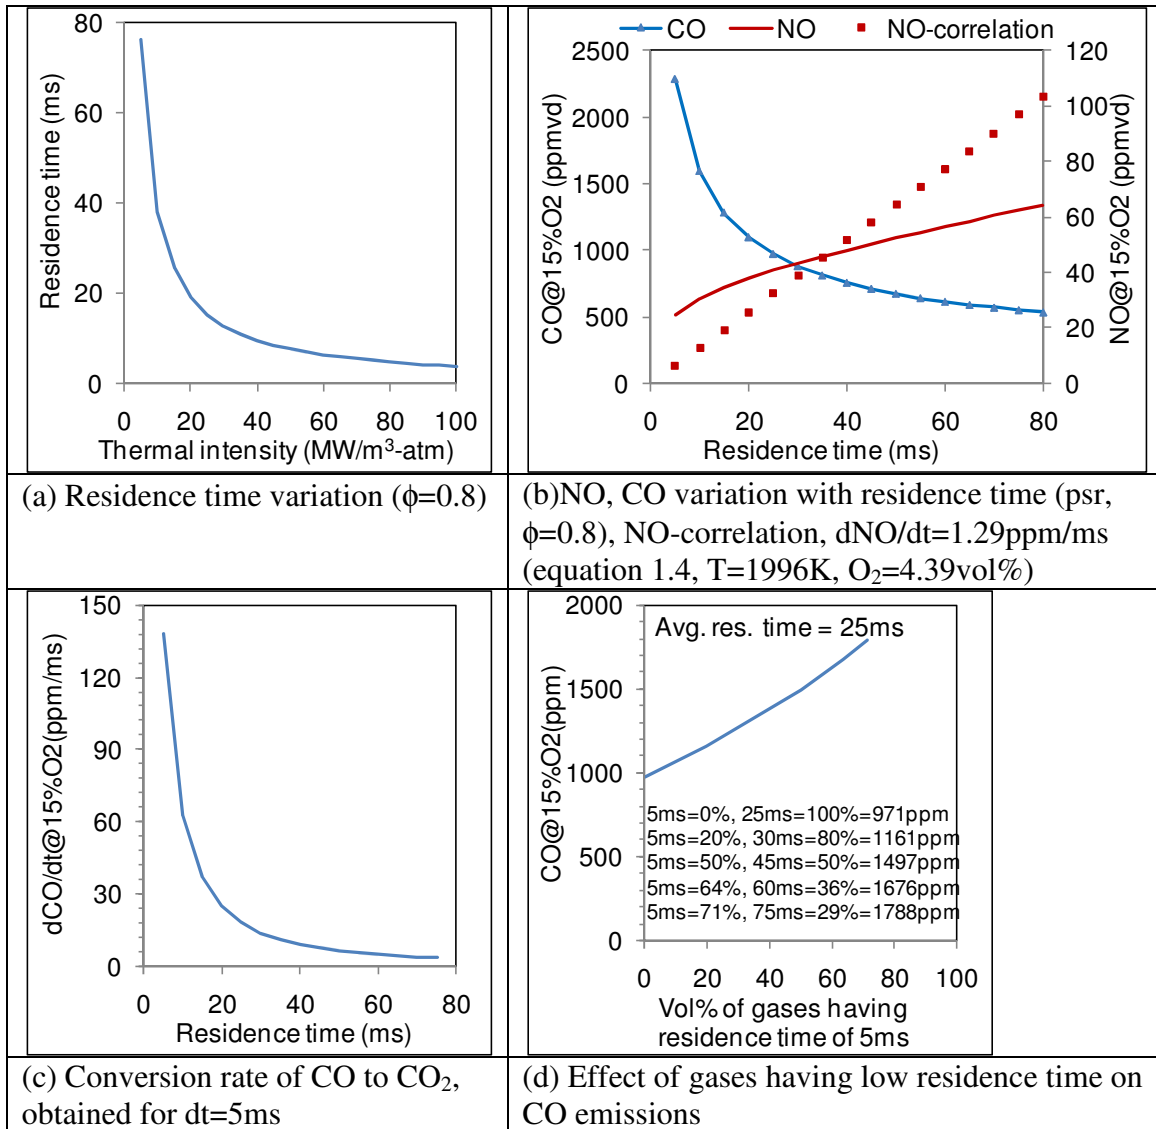 80
60
40
20
0
Residence time (ms)
0 20 40 60 80 100
Thermal intensity (MW/m³-atm)
(a) Residence time variation (ϕ=0.8)
CO NO NO-correlation
2500
2000
1500
1000
500
0
CO@15%O2 (ppmvd)
120
100
80
60
40
20
0
NO@15%O2 (ppmvd)
0 20 40 60 80
Residence time (ms)
(b)NO, CO variation with residence time (psr,
ϕ=0.8), NO-correlation, dNO/dt=1.29ppm/ms
(equation 1.4, T=1996K, O₂=4.39vol%)
150
120
90
60
30
0
dCO/dt@15%O2(ppm/ms)
0 20 40 60 80
Residence time (ms)
(c) Conversion rate of CO to CO₂,
obtained for dt=5ms
2000
1500
1000
500
0
CO@15%O2(ppm)
Avg. res. time = 25ms
5ms=0%, 25ms=100%=971ppm
5ms=20%, 30ms=80%=1161ppm
5ms=50%, 45ms=50%=1497ppm
5ms=64%, 60ms=36%=1676ppm
5ms=71%, 75ms=29%=1788ppm
0 20 40 60 80 100
Vol% of gases having
residence time of 5ms
(d) Effect of gases having low residence time on
CO emissions